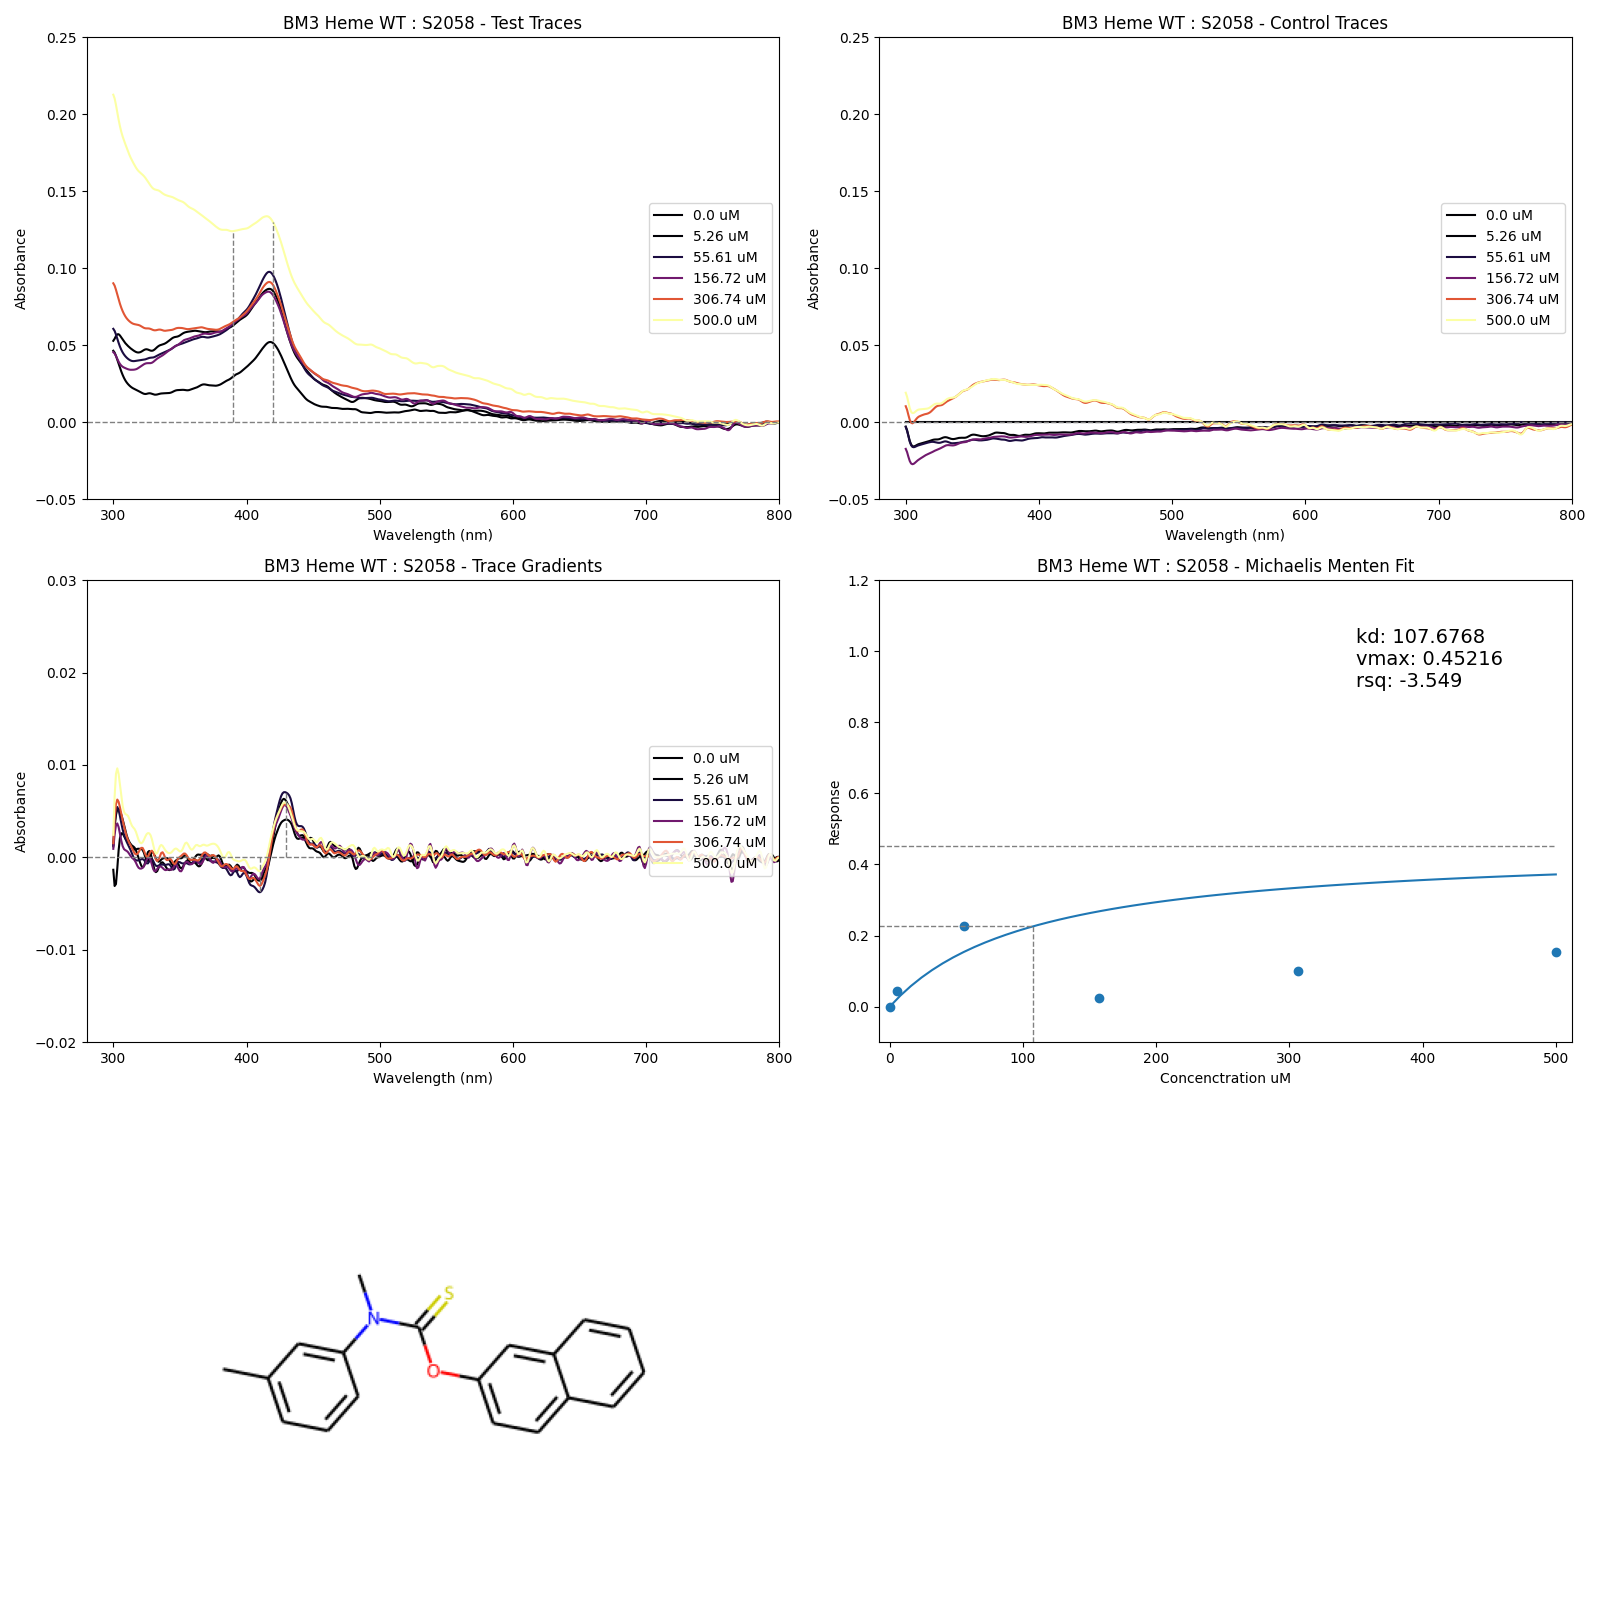 BM3 Heme WT : S2058 - Test Traces
Absorbance
0.25
0.20
0.15
0.10
0.05
0.00
−0.05
300 400 500 600 700 800
Wavelength (nm)
0.0 uM
5.26 uM
55.61 uM
156.72 uM
306.74 uM
500.0 uM
BM3 Heme WT : S2058 - Control Traces
Absorbance
0.25
0.20
0.15
0.10
0.05
0.00
−0.05
300 400 500 600 700 800
Wavelength (nm)
0.0 uM
5.26 uM
55.61 uM
156.72 uM
306.74 uM
500.0 uM
BM3 Heme WT : S2058 - Trace Gradients
Absorbance
0.03
0.02
0.01
0.00
−0.01
−0.02
300 400 500 600 700 800
Wavelength (nm)
0.0 uM
5.26 uM
55.61 uM
156.72 uM
306.74 uM
500.0 uM
BM3 Heme WT : S2058 - Michaelis Menten Fit
Response
1.2
1.0
0.8
0.6
0.4
0.2
0.0
0 100 200 300 400 500
Concenctration uM
kd: 107.6768
vmax: 0.45216
rsq: -3.549
N
S
O